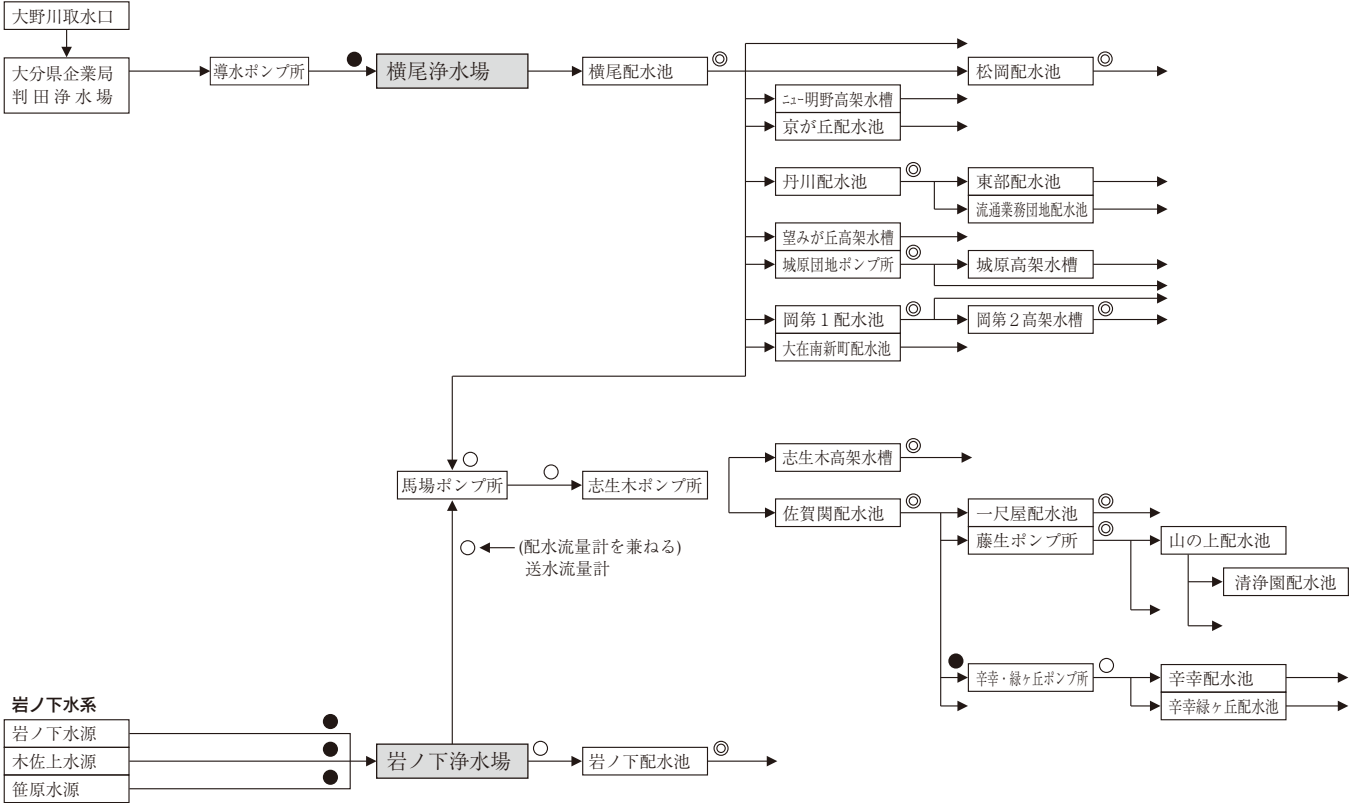 大野川取水口
大分県企業局
判田浄水場
導水ポンプ所
横尾浄水場
横尾配水池
松岡配水池
ニュー明野高架水槽
京が丘配水池
丹川配水池
東部配水池
流通業務団地配水池
望みが丘高架水槽
城原団地ポンプ所
城原高架水槽
岡第1配水池
岡第2高架水槽
大在南新町配水池
志生木高架水槽
馬場ポンプ所
志生木ポンプ所
佐賀関配水池
一尺屋配水池
藤生ポンプ所
山の上配水池
(配水流量計を兼ねる)
送水流量計
清浄園配水池
辛幸・緑ヶ丘ポンプ所
辛幸配水池
辛幸緑ヶ丘配水池
岩ノ下水系
岩ノ下水源
木佐上水源
笹原水源
岩ノ下浄水場
岩ノ下配水池